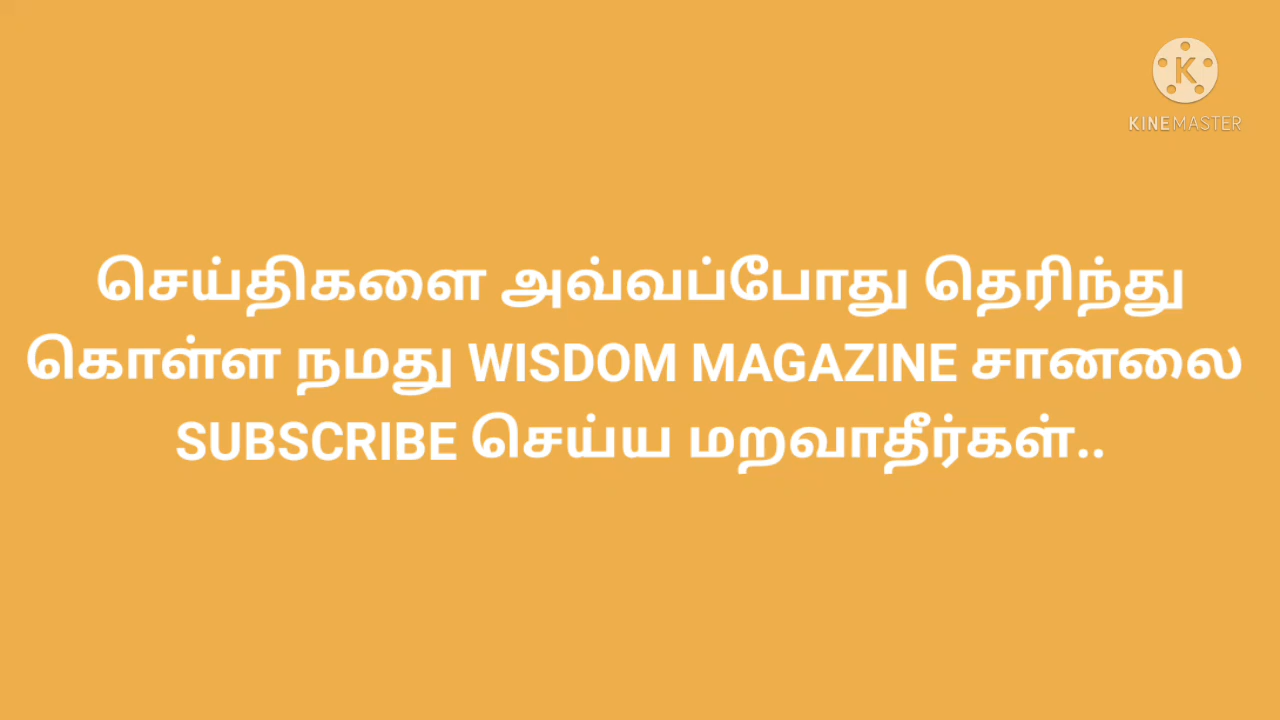 KINEMASTER
செய்திகளை அவ்வப்போது தெரிந்து
கொள்ள நமது WISDOM MAGAZINE சானலை
SUBSCRIBE செய்ய மறவாதீர்கள்..